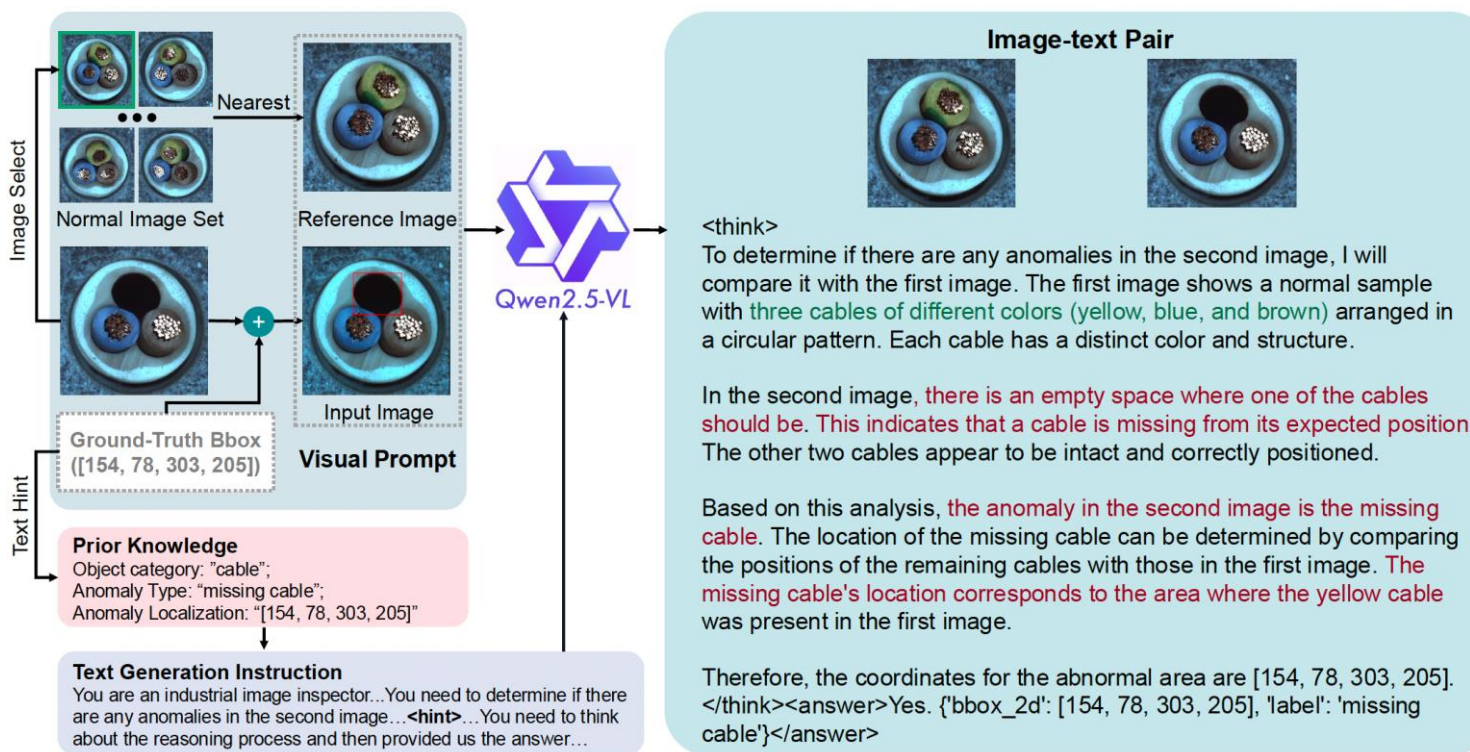 Image Select
Nearest
Normal Image Set
Reference Image
Input Image
Ground-Truth Bbox
([154, 78, 303, 205])
Visual Prompt
Text Hint
Prior Knowledge
Object category: ”cable”;
Anomaly Type: “missing cable”;
Anomaly Localization: “[154, 78, 303, 205]”
Text Generation Instruction
You are an industrial image inspector...You need to determine if there
are any anomalies in the second image...<hint>...You need to think
about the reasoning process and then provided us the answer...
Qwen2.5-VL
Image-text Pair
<think>
To determine if there are any anomalies in the second image, I will
compare it with the first image. The first image shows a normal sample
with three cables of different colors (yellow, blue, and brown) arranged in
a circular pattern. Each cable has a distinct color and structure.
In the second image, there is an empty space where one of the cables
should be. This indicates that a cable is missing from its expected position
The other two cables appear to be intact and correctly positioned.
Based on this analysis, the anomaly in the second image is the missing
cable. The location of the missing cable can be determined by comparing
the positions of the remaining cables with those in the first image. The
missing cable's location corresponds to the area where the yellow cable
was present in the first image.
Therefore, the coordinates for the abnormal area are [154, 78, 303, 205].
</think><answer>Yes. {'bbox_2d': [154, 78, 303, 205], 'label': 'missing
cable'}</answer>